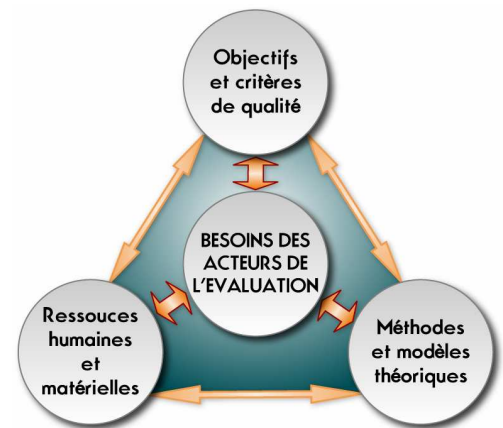 Objectifs
et critères
de qualité
BESOINS DES
ACTEURS DE
L'EVALUATION
Ressouces
humaines
et
matérielles
Méthodes
et modèles
théoriques